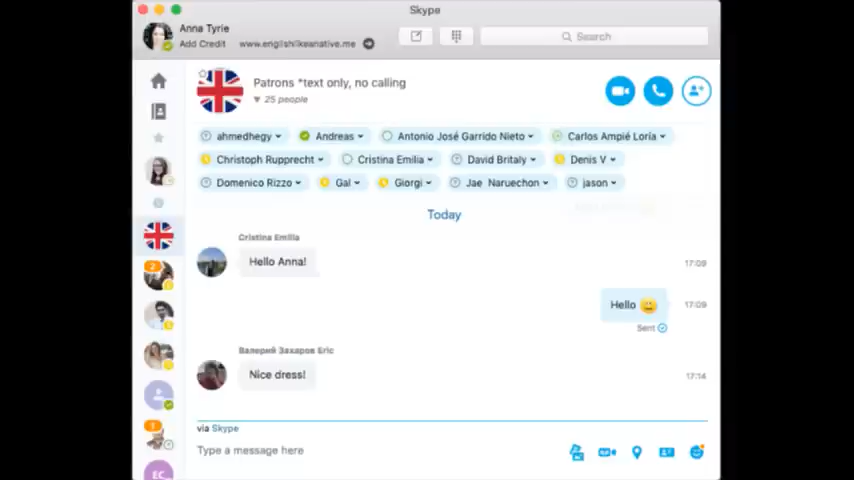 Skype
Anna Tyrie
Add Credit www.englishlikeanative.me
Search
Patrons *text only, no calling
25 people
ahmedhegy Andreas Antonio José Garrido Nieto Carlos Ampié Loría
Christoph Rupprecht Cristina Emilia David Britaly Denis V
Domenico Rizzo Gal Giorgi Jae Naruechon jason
Today
Cristina Emilia
Hello Anna! 17:09
Hello 😀 17:09
Sent
Валерий Захаров Eric
Nice dress! 17:14
via Skype
Type a message here
2
1
EC